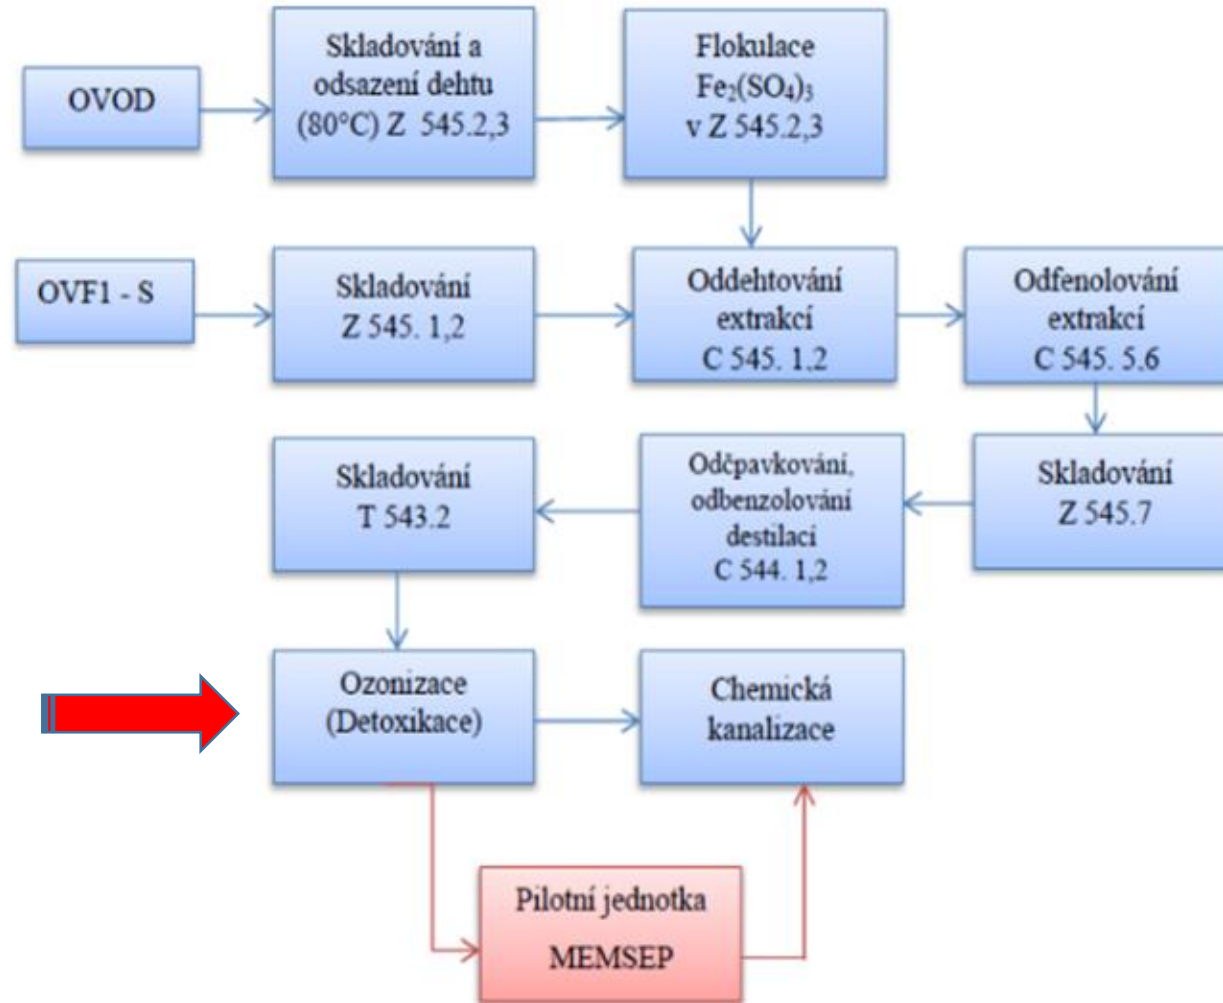 OVOD
Skladování a
odsazení dehtu
(80°C) Z 545.2,3
Flokulace
Fe₂(SO₄)₃
v Z 545.2,3
OVF1 - S
Skladování
Z 545. 1,2
Oddehtování
extrakcí
C 545. 1,2
Odfenolování
extrakcí
C 545. 5,6
Skladování
T 543.2
Odčpavkování,
odbenzolování
destilací
C 544. 1,2
Skladování
Z 545.7
Ozonizace
(Detoxikace)
Chemická
kanalizace
Pilotní jednotka
MEMSEP